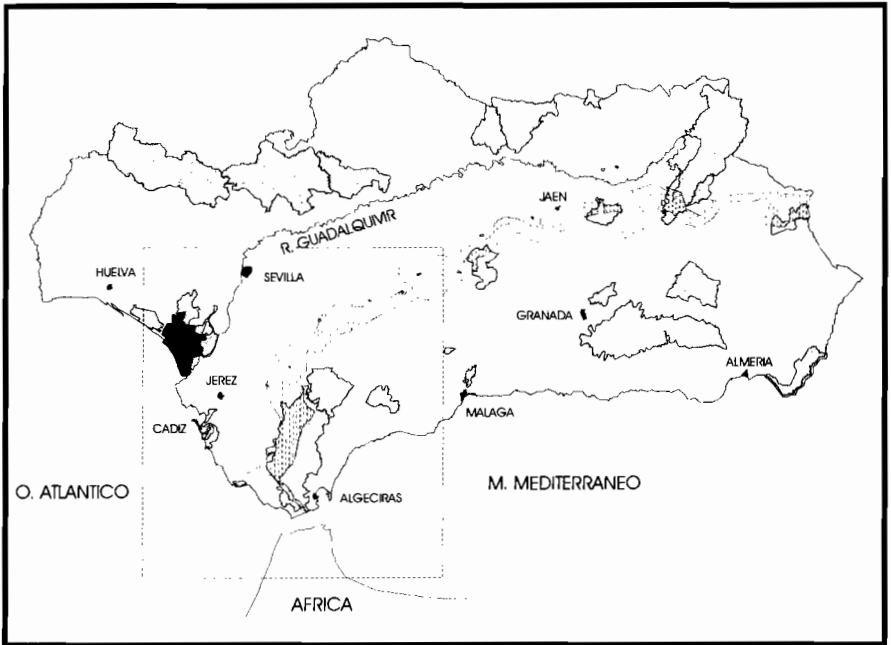 JAEN
R. GUADALQUIVIR
HUELVA
SEVILLA
GRANADA
ALMERIA
JEREZ
MALAGA
CADIZ
O. ATLANTICO
ALGECIRAS
M. MEDITERRANEO
AFRICA